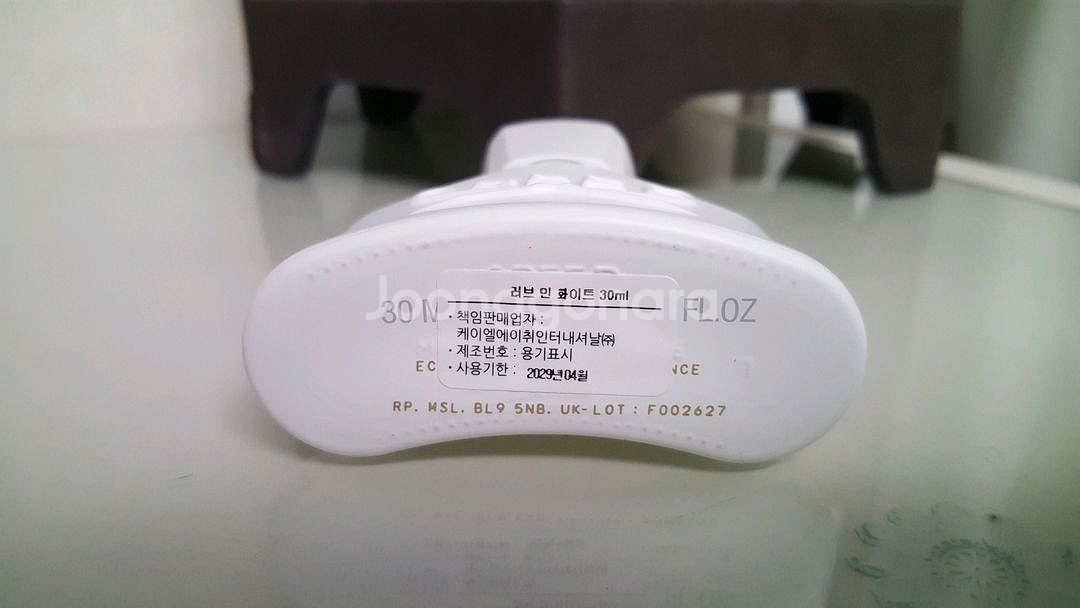 CREED
러브 인 화이트 30ml
30 M
FL.OZ
· 책임판매업자 :
케이엘에이취인터내셔날㈜
· 제조번호 : 용기표시
· 사용기한 : 2029년04월
EC
NCE
RP. WSL. BL9 5NB. UK-LOT : F002627
Joonggonara